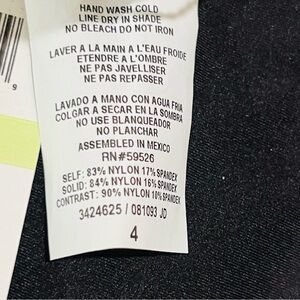 HAND WASH COLD
LINE DRY IN SHADE
NO BLEACH DO NOT IRON
LAVER A LA MAIN A L'EAU FROIDE
ETENDRE A L'OMBRE
NE PAS JAVELLISER
NE PAS REPASSER
LAVADO A MANO CON AGUA FRIA
COLGAR A SECAR EN LA SOMBRA
NO USE BLANQUEADOR
NO PLANCHAR
ASSEMBLED IN MEXICO
RN#59526
SELF: 83% NYLON 17% SPANDEX
SOLID: 84% NYLON 16% SPANDEX
CONTRAST: 90% NYLON 10% SPANDEX
3424625 / 081093 JD
4
9